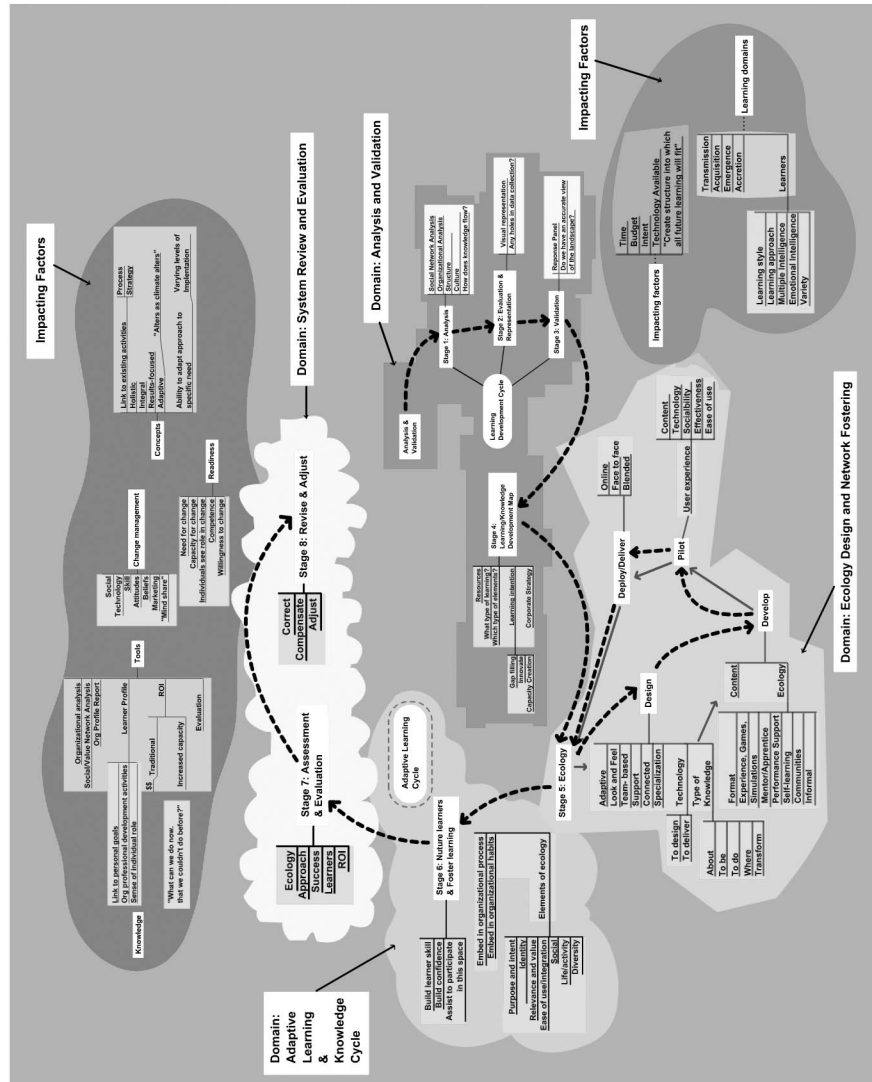 Impacting Factors
Link to existing activities
Holistic
Integral
Results-focused
Adaptive
Process
Strategy
"Alters as climate alters"
Ability to adapt approach to
specific need
Varying levels of
Implentation
Concepts
Social
Technology
Skill
Attitudes
Beliefs
Marketing
"Mind share"
Change management
Need for change
Capacity for change
Individuals see role in change
Competence
Willingness to change
Readiness
Organizational analysis
Social/Value Network Analysis
Org Profile Report
Learner Profile
Tools
$$
Traditional
ROI
Increased capacity
Evaluation
Link to personal goals
Org professional development activities
Sense of individual role
"What can we do now.
that we couldn't do before?"
Knowledge
Domain: System Review and Evaluation
Stage 7: Assessment
& Evaluation
Ecology
Approach
Success
Learners
ROI
Stage 8: Revise & Adjust
Correct
Compensate
Adjust
Domain: Analysis and Validation
Analysis &
Validation
Learning
Development Cycle
Stage 1: Analysis
Social Network Analysis
Organizational Analysis
Structure
Culture
How does knowledge flow?
Stage 2: Evaluation &
Representation
Visual representation
Any holes in data collection?
Stage 3: Validation
Reponse Panel
Do we have an accurate view
of the landscape?
Stage 4:
Learning/Knowledge
Development Map
Resources
What type of learning?
Which type of elements?
Learning intention
Corporate Strategy
Gap filling
Innovate
Capacity Creation
Domain:
Adaptive
Learning
&
Knowledge
Cycle
Adaptive Learning
Cycle
Stage 6: Nuture learners
& Foster learning
Build learner skill
Build confidence
Assist to participate
in this space
Embed in organizational process
Embed in organizational habits
Purpose and intent
Identity
Relevance and value
Ease of use/integration
Social
Life/activity
Diversity
Elements of ecology
Stage 5: Ecology
Design
Adaptive
Look and Feel
Team- based
Support
Connected
Specialization
Technology
To design
To deliver
Type of
Knowledge
About
To be
To do
Where
Transform
Develop
Content
Ecology
Format
Experience, Games,
Simulations
Mentor/Apprentice
Performance Support
Self-learning
Communities
Informal
Pilot
User experience
Content
Technology
Socialbility
Effectiveness
Ease of use
Deploy/Deliver
Online
Face to face
Blended
Domain: Ecology Design and Network Fostering
Impacting Factors
Impacting factors
Time
Budget
Intent
Technology Available
"Create structure into which
all future learning will fit"
Learning domains
Transmission
Acquisition
Emergence
Accretion
Learners
Learning style
Learning approach
Multiple Intelligence
Emotional Intelligence
Variety